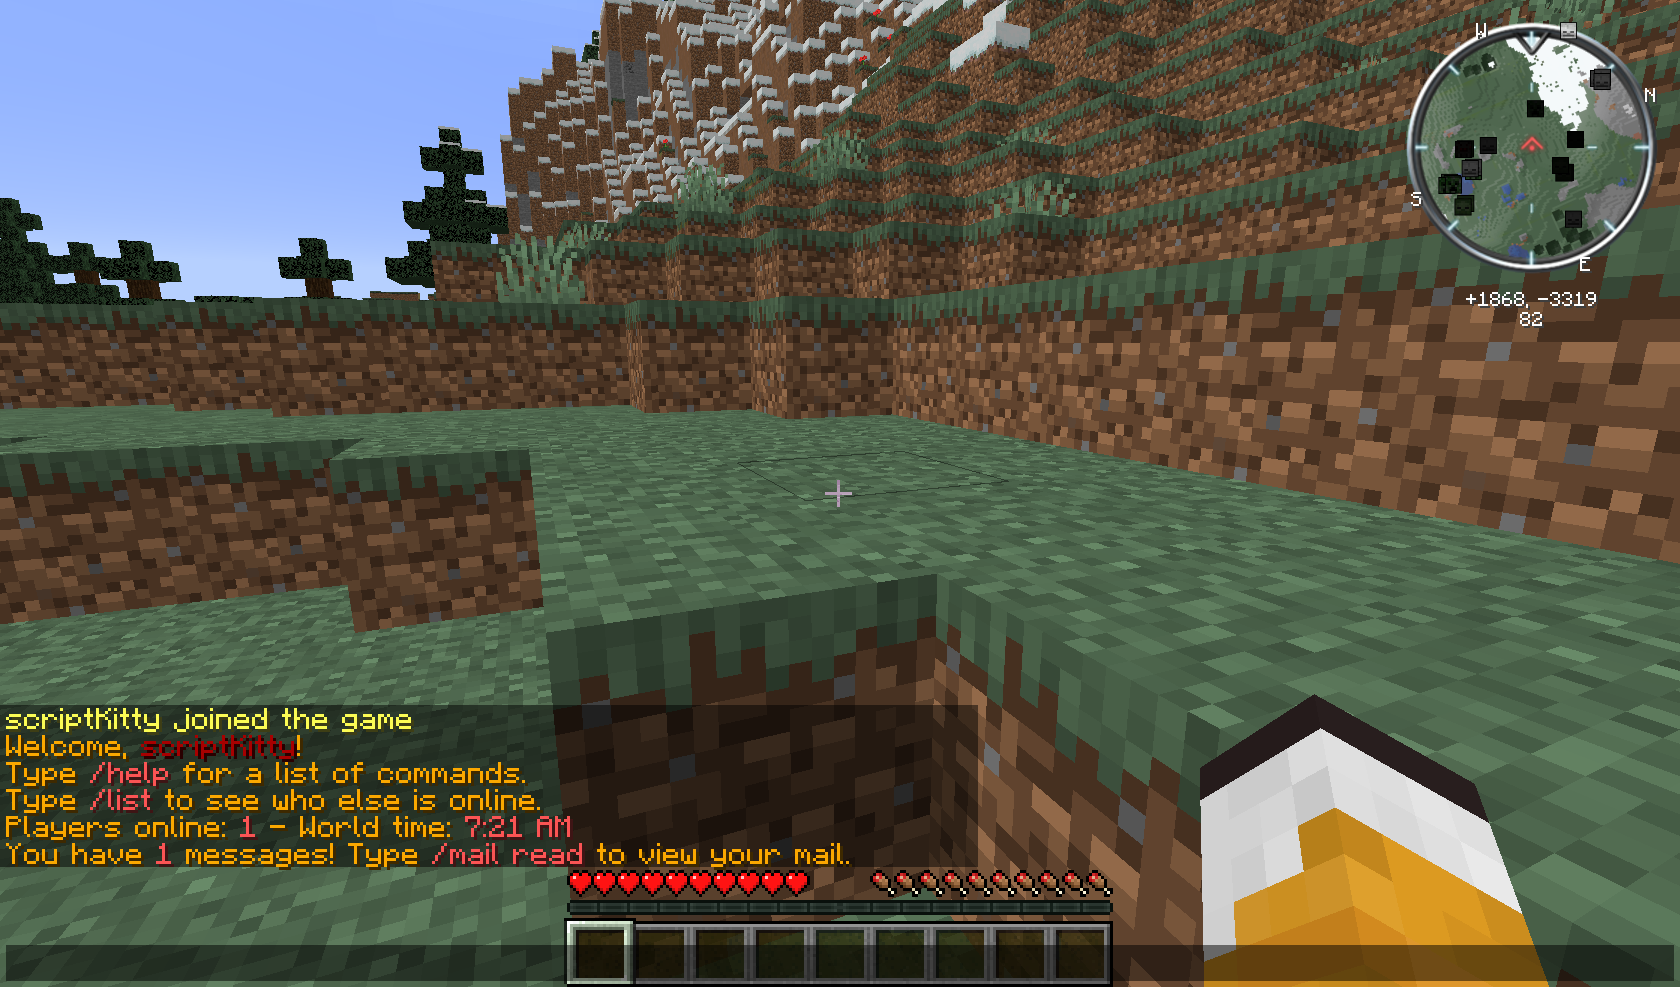 W
N
S
E
+1868, -3319
82
scriptKitty joined the game
Welcome, scriptKitty!
Type /help for a list of commands.
Type /list to see who else is online.
Players online: 1 - World time: 7:21 AM
You have 1 messages! Type /mail read to view your mail.